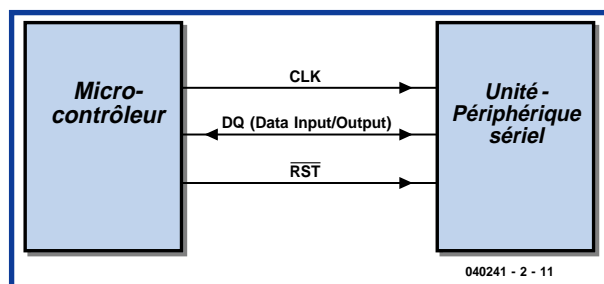 Micro-
contrôleur
CLK
DQ (Data Input/Output)
RST
Unité -
Périphérique
sériel
040241 - 2 - 11